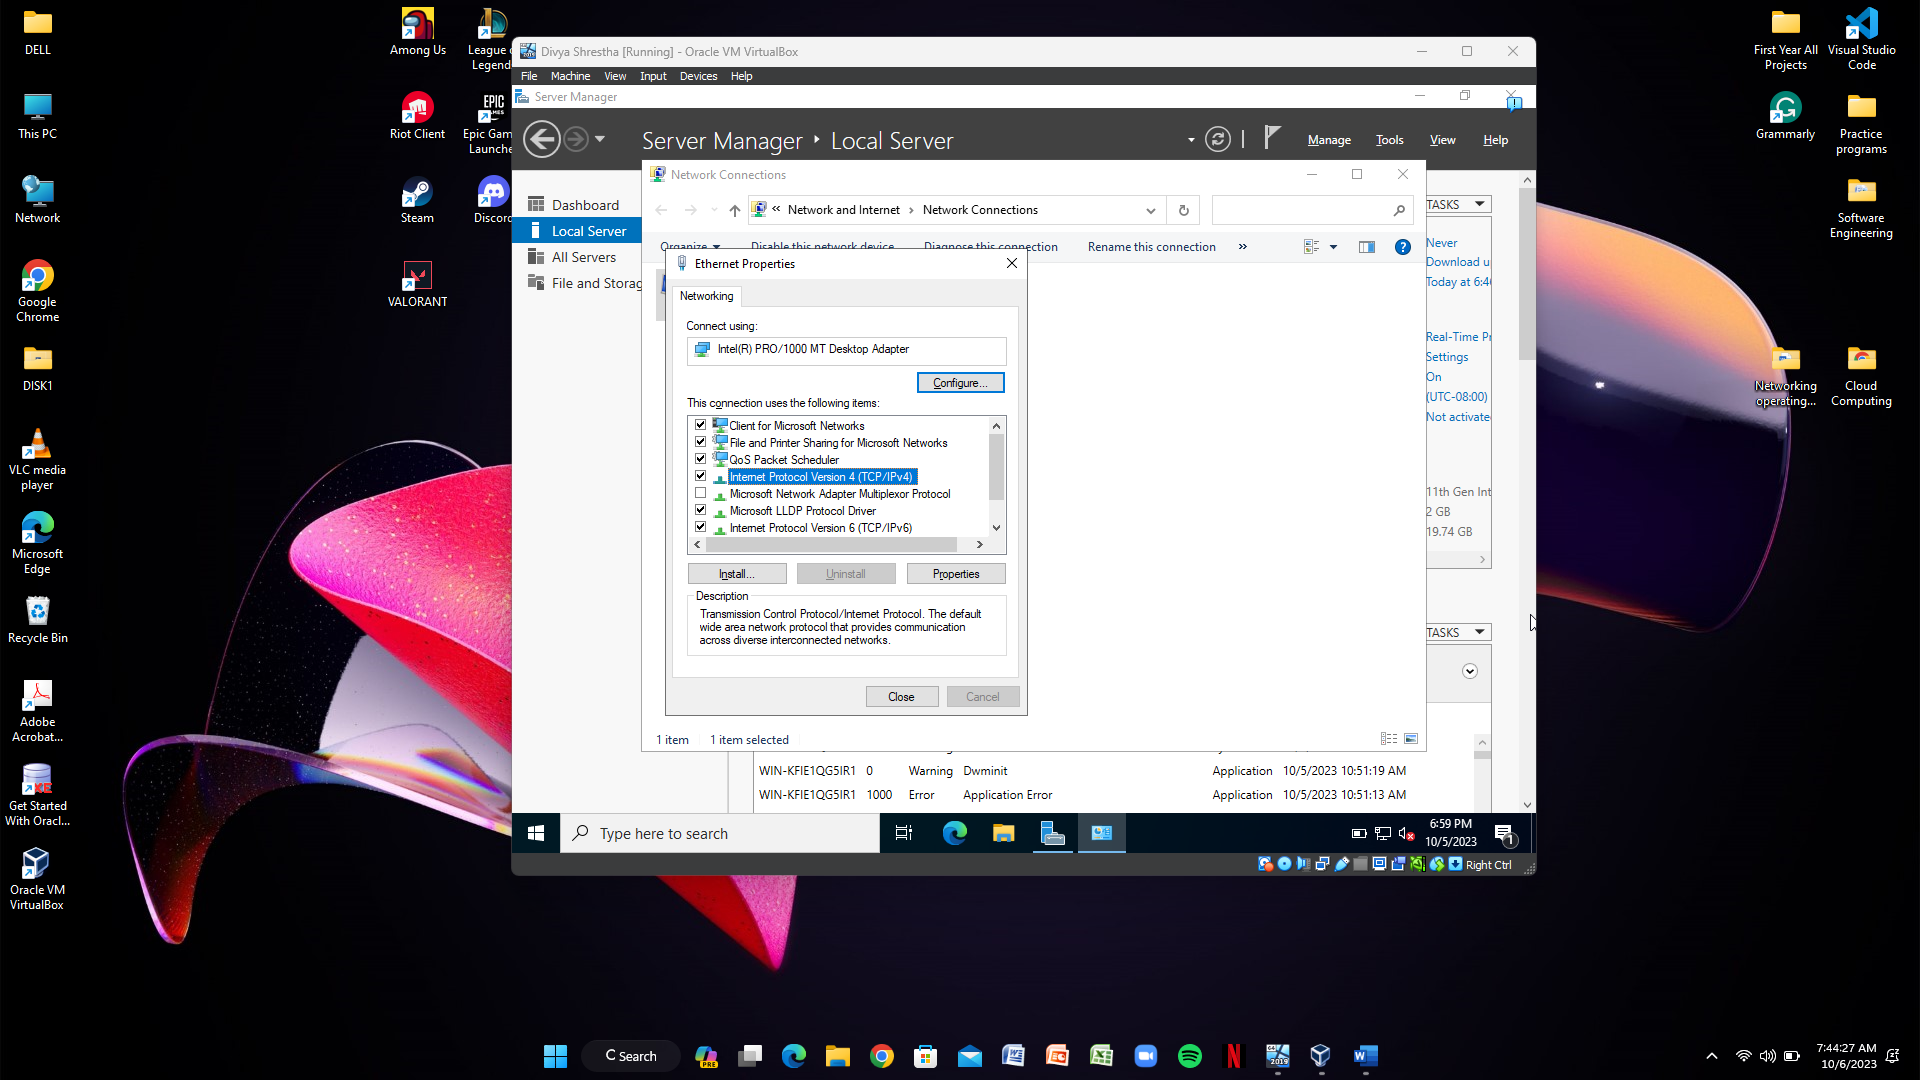 DELL
This PC
Network
Google
Chrome
DISK1
VLC media
player
Microsoft
Edge
Recycle Bin
Adobe
Acrobat...
Get Started
With Oracl...
Oracle VM
VirtualBox
Among Us
League
Legend
Riot Client
EPIC
GAMES
Epic Gam
Launche
Steam
Discord
VALORANT
First Year All
Projects
Visual Studio
Code
Grammarly
Practice
programs
Software
Engineering
Networking
operating...
Cloud
Computing
Divya Shrestha [Running] - Oracle VM VirtualBox
File Machine View Input Devices Help
Server Manager
Server Manager Local Server
Manage Tools View Help
Dashboard
Local Server
All Servers
File and Storag
Network Connections
« Network and Internet > Network Connections
Organize Disable this network device Diagnose this connection Rename this connection »
Ethernet Properties
Networking
Connect using:
Intel(R) PRO/1000 MT Desktop Adapter
Configure...
This connection uses the following items:
Client for Microsoft Networks
File and Printer Sharing for Microsoft Networks
QoS Packet Scheduler
Internet Protocol Version 4 (TCP/IPv4)
Microsoft Network Adapter Multiplexor Protocol
Microsoft LLDP Protocol Driver
Internet Protocol Version 6 (TCP/IPv6)
Install... Uninstall Properties
Description
Transmission Control Protocol/Internet Protocol. The default
wide area network protocol that provides communication
across diverse interconnected networks.
Close Cancel
1 item 1 item selected
TASKS
Never
Download u
Today at 6:4
Real-Time Pr
Settings
On
(UTC-08:00)
Not activate
11th Gen Int
2 GB
19.74 GB
TASKS
WIN-KFIE1QG5IR1 0 Warning Dwminit Application 10/5/2023 10:51:19 AM
WIN-KFIE1QG5IR1 1000 Error Application Error Application 10/5/2023 10:51:13 AM
Type here to search
6:59 PM
10/5/2023
1
Right Ctrl
Search
PRE
2019
7:44:27 AM
10/6/2023